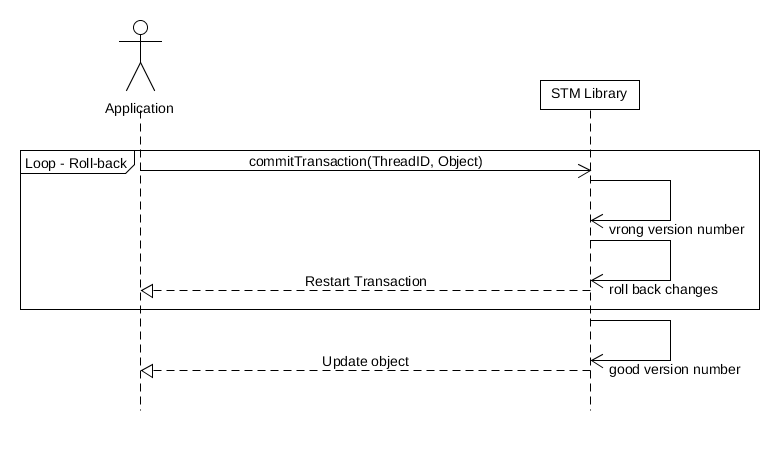 STM Library
Application
Loop - Roll-back
commitTransaction(ThreadID, Object)
vrong version number
Restart Transaction
roll back changes
Update object
good version number